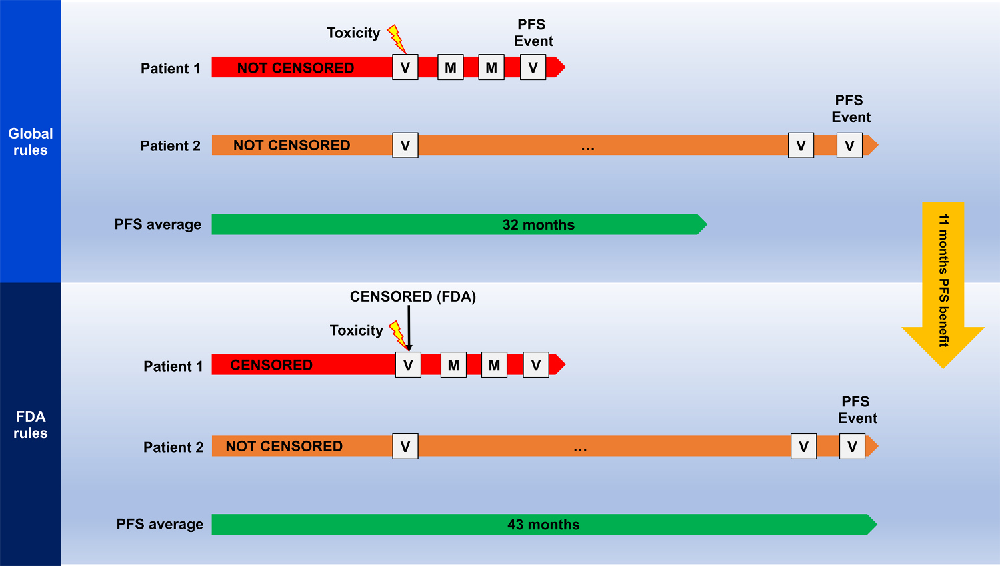 Global
rules
Toxicity
PFS
Event
Patient 1
NOT CENSORED
V
M
M
V
PFS
Event
Patient 2
NOT CENSORED
V
...
V
V
PFS average
32 months
11 months PFS benefit
FDA
rules
CENSORED (FDA)
Toxicity
Patient 1
CENSORED
V
M
M
V
PFS
Event
Patient 2
NOT CENSORED
V
...
V
V
PFS average
43 months